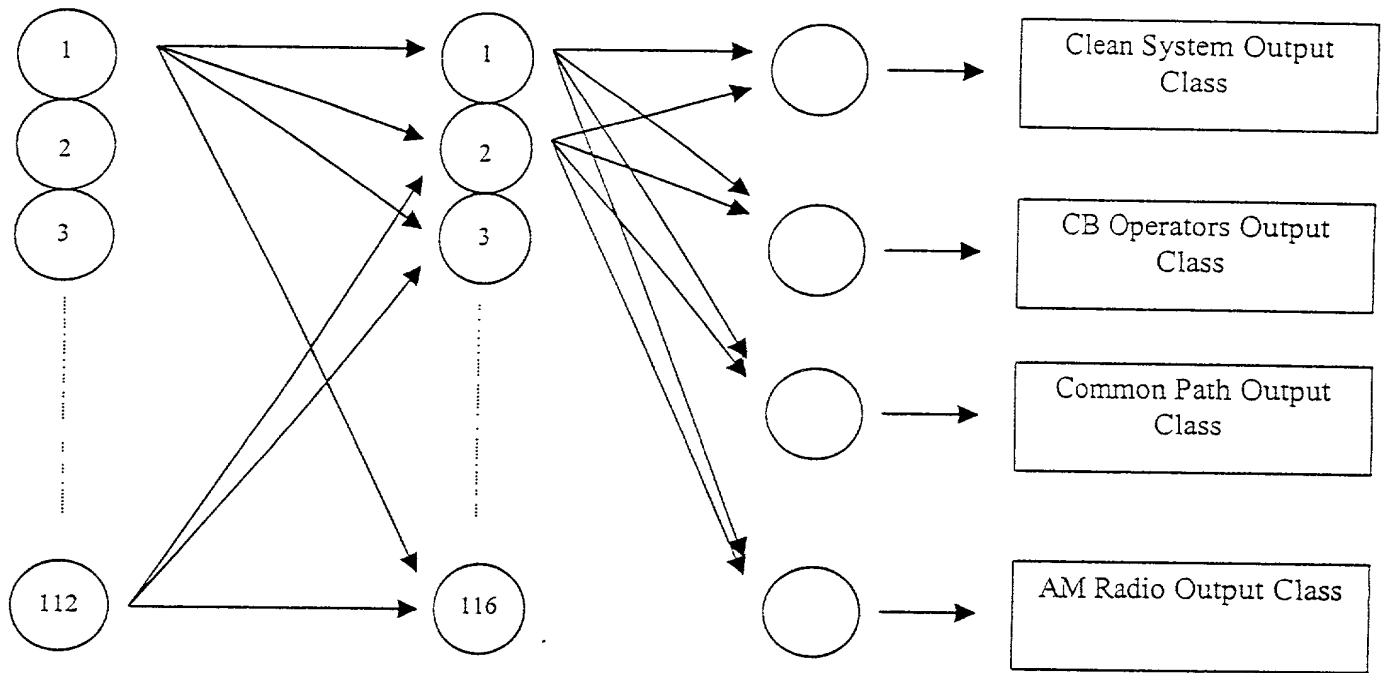 1
1
Clean System Output
Class
2
2
3
3
CB Operators Output
Class
Common Path Output
Class
112
116
AM Radio Output Class